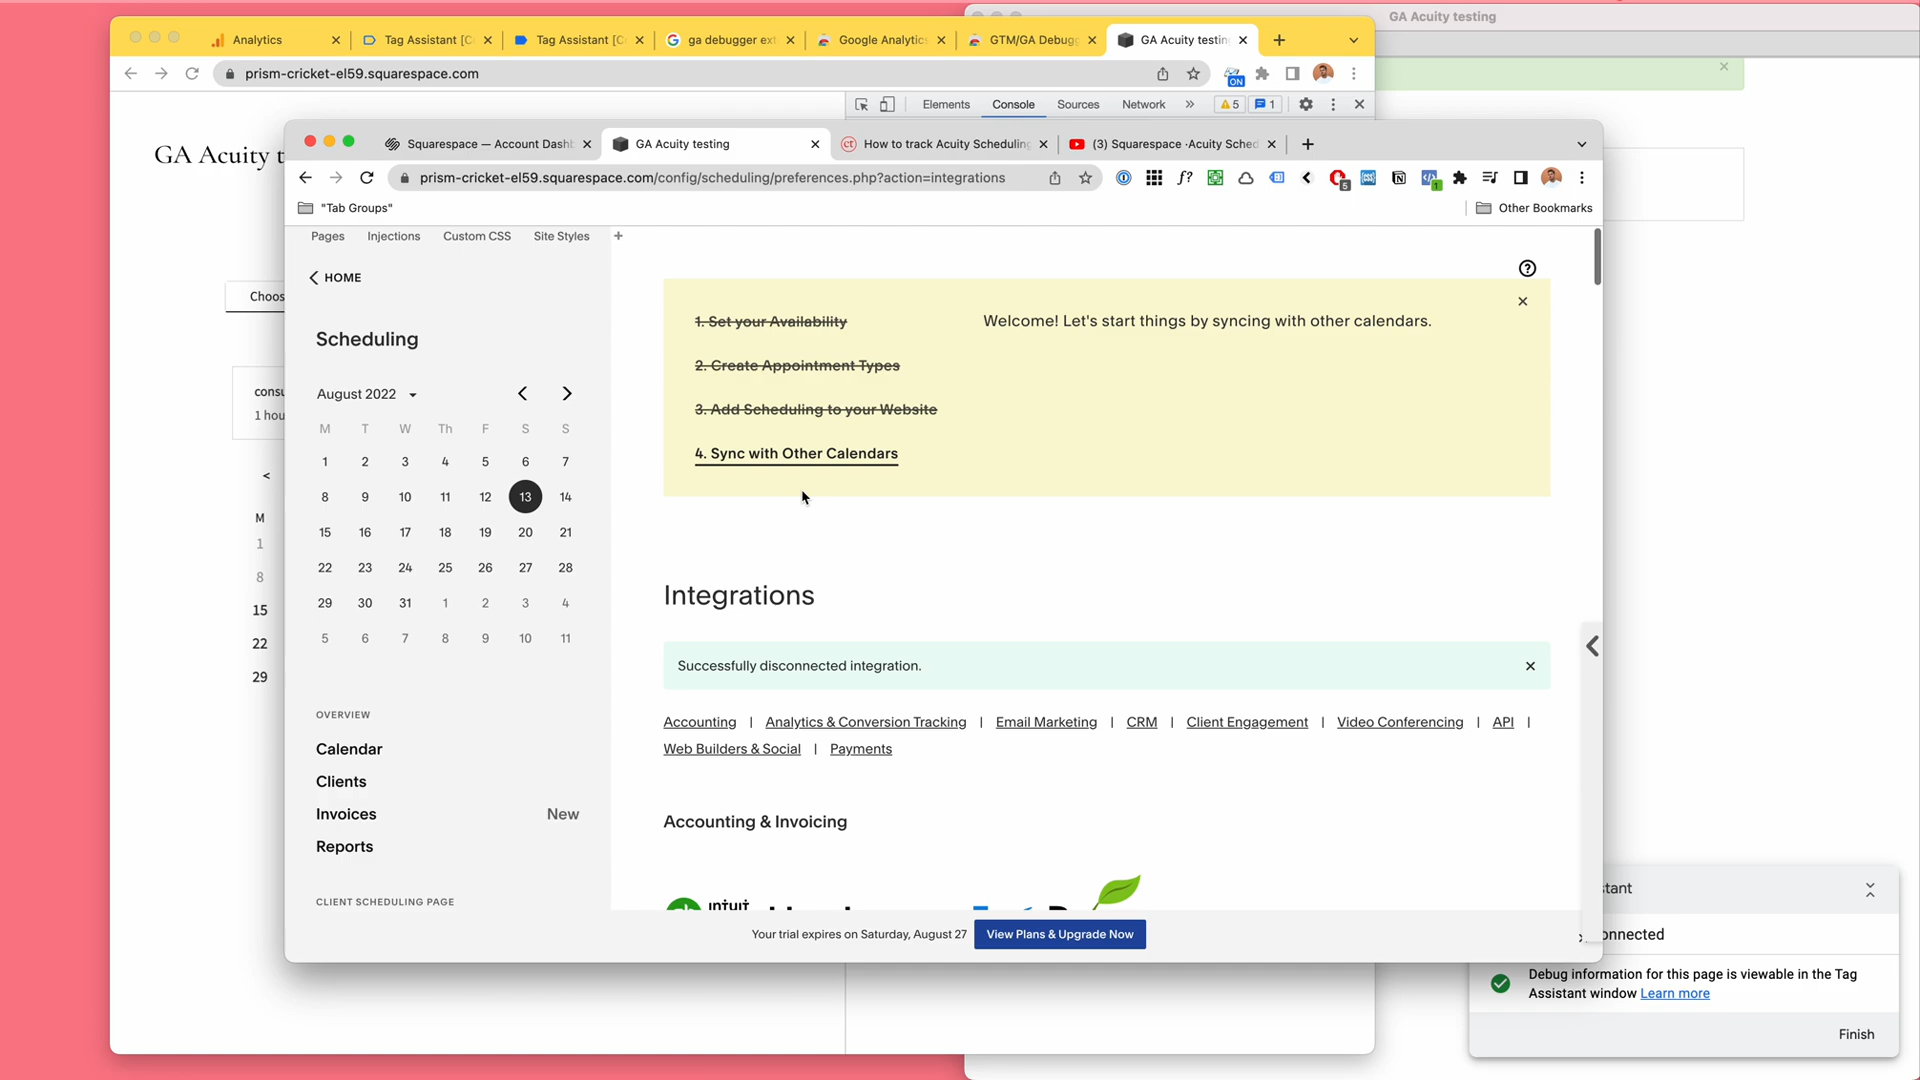 GA Acuity testing
Analytics
Tag Assistant [C
Tag Assistant [C
ga debugger ext
Google Analytics
GTM/GA Debug
GA Acuity testin
prism-cricket-el59.squarespace.com
ON
Elements
Console
Sources
Network
5
1
GA Acuity t
Choos
consu
1 hou
<
M
1
8
15
22
29
Squarespace — Account Dashb
GA Acuity testing
How to track Acuity Scheduling
(3) Squarespace ·Acuity Sched
prism-cricket-el59.squarespace.com/config/scheduling/preferences.php?action=integrations
f?
5
1
"Tab Groups"
Other Bookmarks
Pages
Injections
Custom CSS
Site Styles
+
HOME
Scheduling
August 2022
M T W Th F S S
1 2 3 4 5 6 7
8 9 10 11 12 13 14
15 16 17 18 19 20 21
22 23 24 25 26 27 28
29 30 31 1 2 3 4
5 6 7 8 9 10 11
OVERVIEW
Calendar
Clients
Invoices New
Reports
CLIENT SCHEDULING PAGE
1. Set your Availability
2. Create Appointment Types
3. Add Scheduling to your Website
4. Sync with Other Calendars
Welcome! Let's start things by syncing with other calendars.
Integrations
Successfully disconnected integration.
Accounting | Analytics & Conversion Tracking | Email Marketing | CRM | Client Engagement | Video Conferencing | API |
Web Builders & Social | Payments
Accounting & Invoicing
intuit
Your trial expires on Saturday, August 27
View Plans & Upgrade Now
stant
onnected
Debug information for this page is viewable in the Tag
Assistant window Learn more
Finish